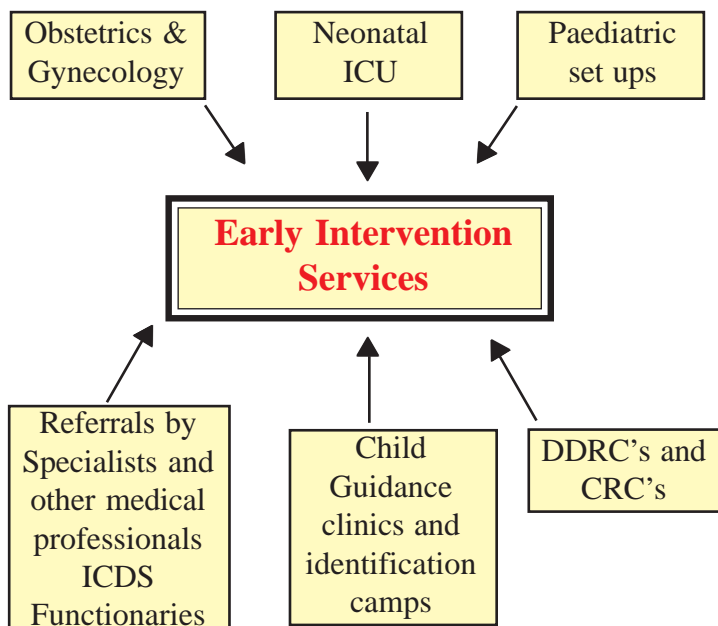 Obstetrics &
Gynecology
Neonatal
ICU
Paediatric
set ups
Early Intervention
Services
Referrals by
Specialists and
other medical
professionals
ICDS
Functionaries
Child
Guidance
clinics and
identification
camps
DDRC's and
CRC's